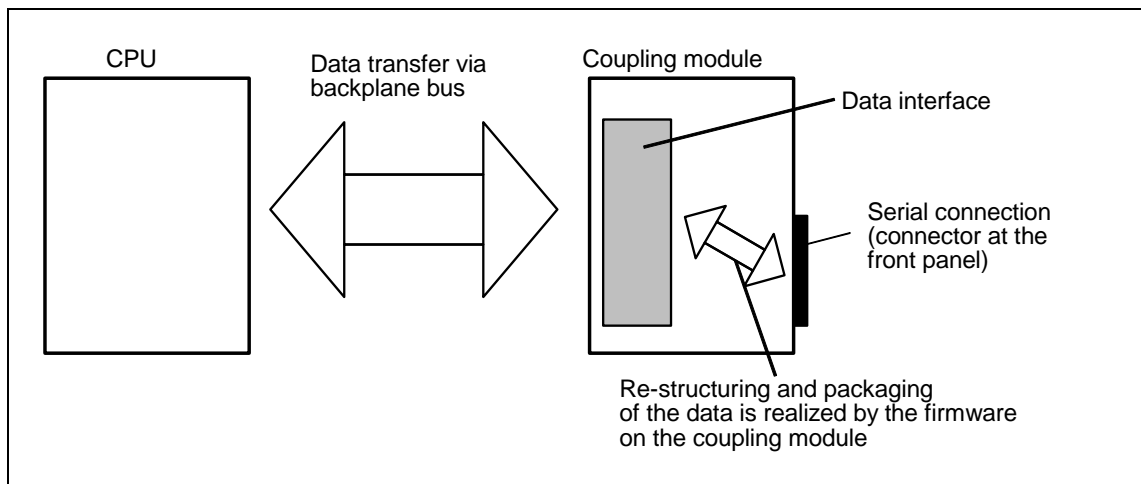 CPU
Data transfer via
backplane bus
Coupling module
Data interface
Serial connection
(connector at the
front panel)
Re-structuring and packaging
of the data is realized by the firmware
on the coupling module